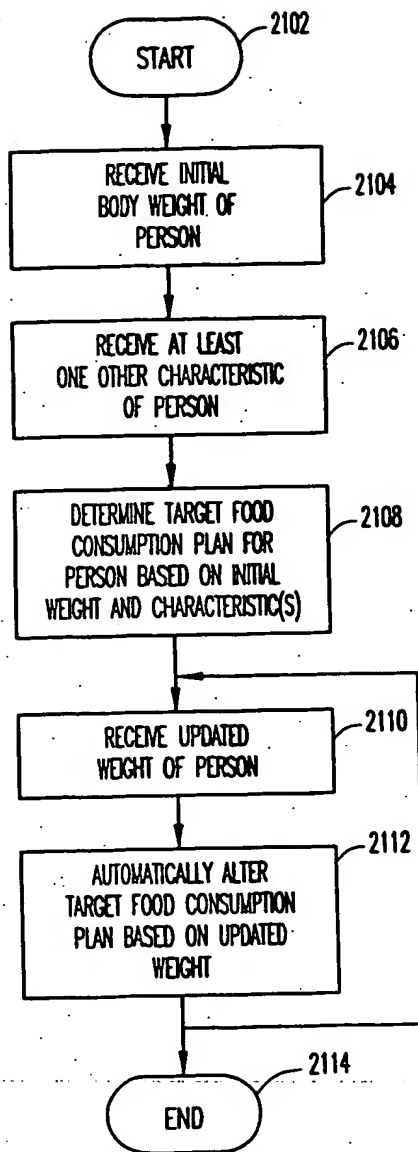 2102
START
RECEIVE INITIAL
BODY WEIGHT OF
PERSON
2104
RECEIVE AT LEAST
ONE OTHER CHARACTERISTIC
OF PERSON
2106
DETERMINE TARGET FOOD
CONSUMPTION PLAN FOR
PERSON BASED ON INITIAL
WEIGHT AND CHARACTERISTIC(S)
2108
RECEIVE UPDATED
WEIGHT OF PERSON
2110
AUTOMATICALLY ALTER
TARGET FOOD CONSUMPTION
PLAN BASED ON UPDATED
WEIGHT
2112
2114
END